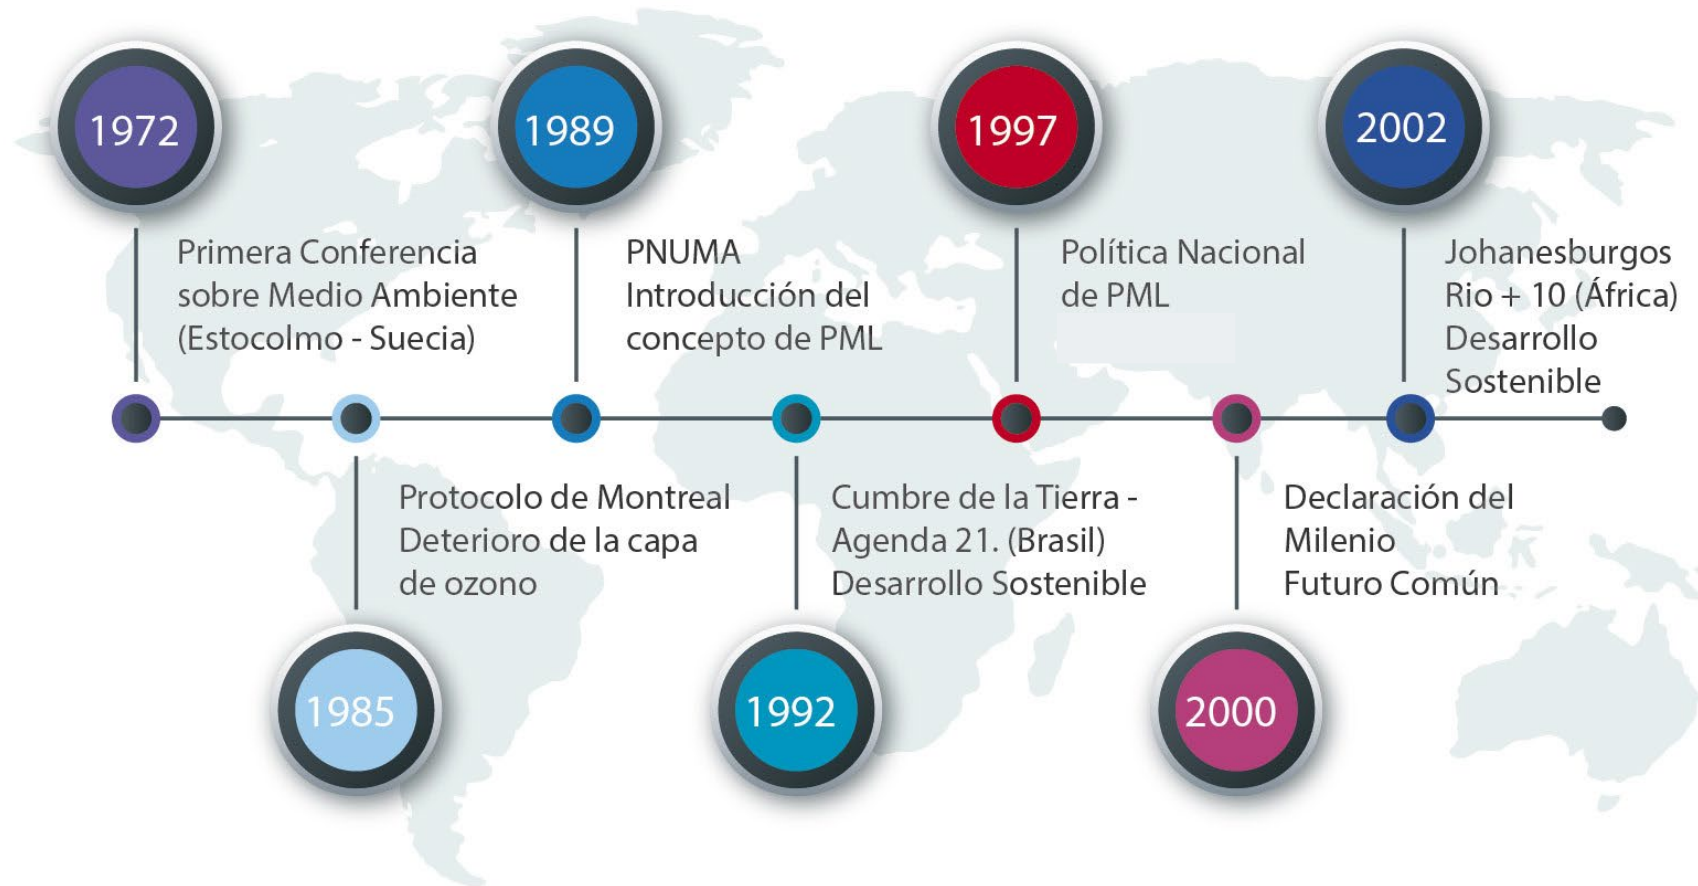 1972
Primera Conferencia
sobre Medio Ambiente
(Estocolmo - Suecia)
1985
Protocolo de Montreal
Deterioro de la capa
de ozono
1989
PNUMA
Introducción del
concepto de PML
1992
Cumbre de la Tierra -
Agenda 21. (Brasil)
Desarrollo Sostenible
1997
Política Nacional
de PML
2000
Declaración del
Milenio
Futuro Común
2002
Johanesburgos
Rio + 10 (África)
Desarrollo
Sostenible